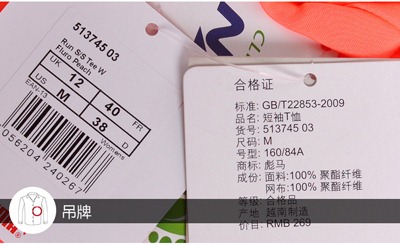 513745 03
Run S/S Tee W
Fluro Peach
UK 12
40 FR
US M
38 D
EAN-13
Womens
056204 240267
合格证
标准: GB/T22853-2009
品名: 短袖T恤
货号: 513745 03
尺码: M
号型: 160/84A
商标: 彪马
成份: 面料:100% 聚酯纤维
网布:100% 聚酯纤维
等级: 合格品
产地: 越南制造
价计: RMB 269
吊牌